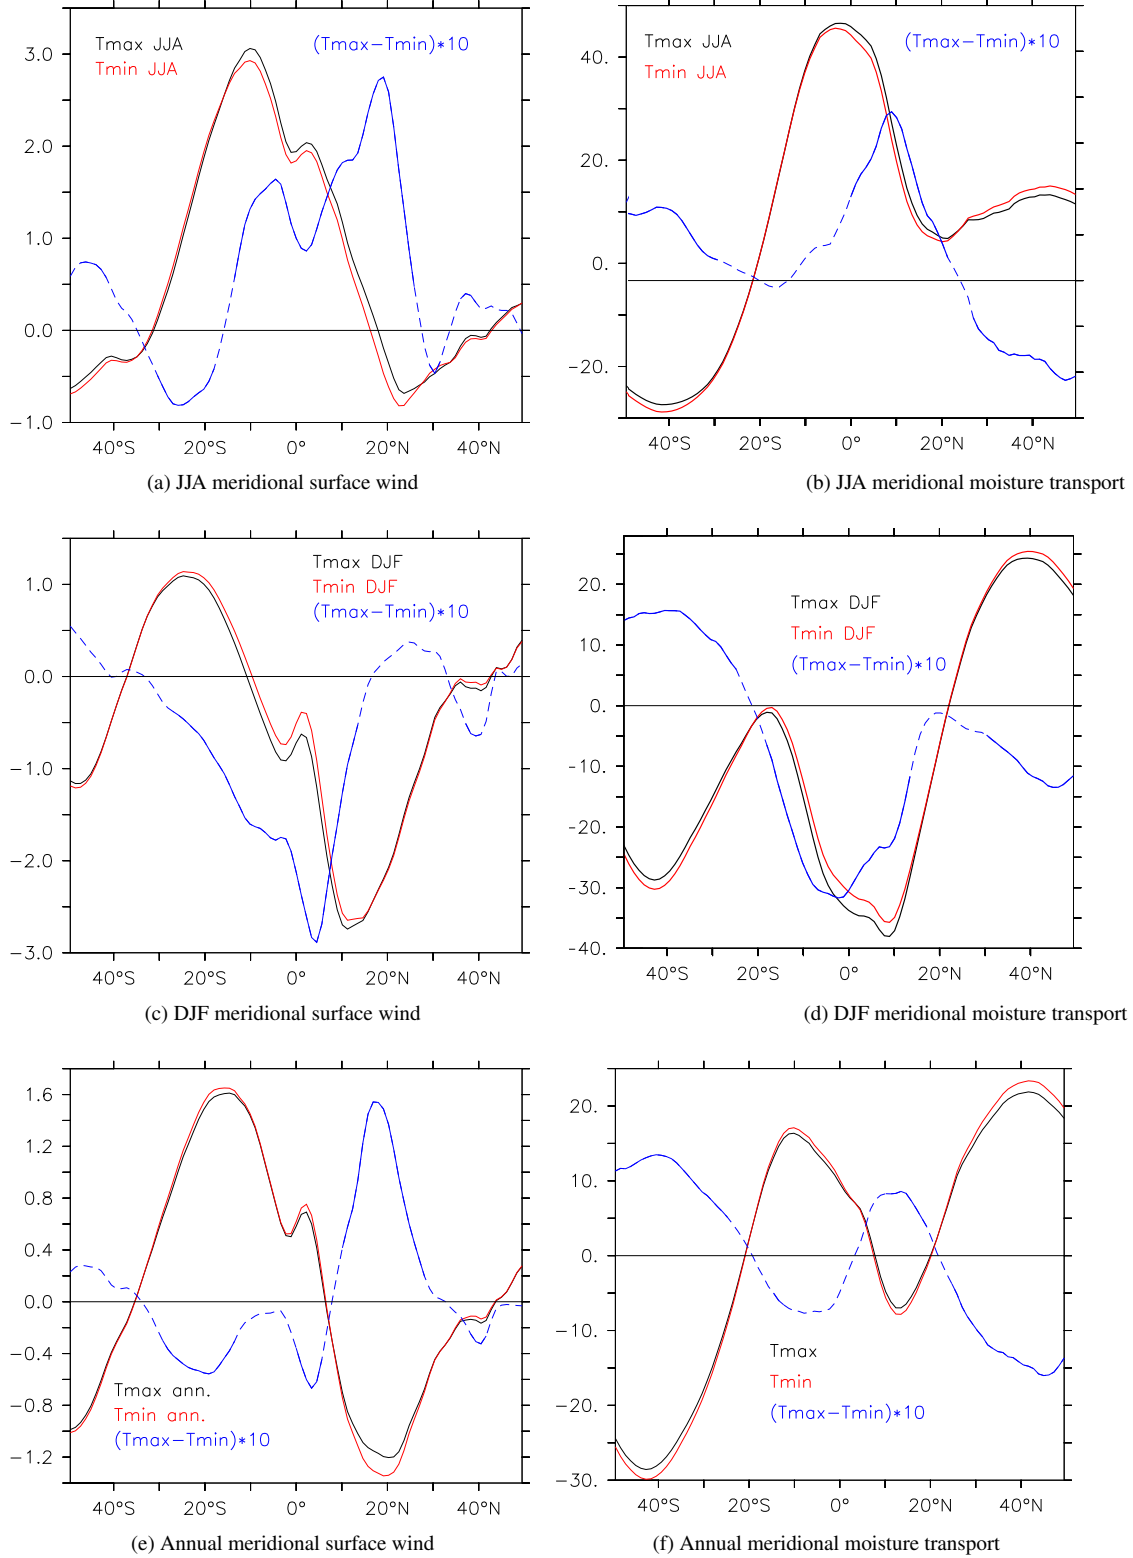 3.0
2.0
1.0
0.0
−1.0
Tmax JJA
Tmin JJA
(Tmax−Tmin)*10
40°S 20°S 0° 20°N 40°N
(a) JJA meridional surface wind
40.
20.
0.
−20.
Tmax JJA
Tmin JJA
(Tmax−Tmin)*10
40°S 20°S 0° 20°N 40°N
(b) JJA meridional moisture transport
1.0
0.0
−1.0
−2.0
−3.0
Tmax DJF
Tmin DJF
(Tmax−Tmin)*10
40°S 20°S 0° 20°N 40°N
(c) DJF meridional surface wind
20.
10.
0.
-10.
-20.
-30.
-40.
Tmax DJF
Tmin DJF
(Tmax−Tmin)*10
40°S 20°S 0° 20°N 40°N
(d) DJF meridional moisture transport
1.6
1.2
0.8
0.4
0.0
−0.4
−0.8
−1.2
Tmax ann.
Tmin ann.
(Tmax−Tmin)*10
40°S 20°S 0° 20°N 40°N
(e) Annual meridional surface wind
20.
10.
0.
-10.
-20.
-30.
Tmax
Tmin
(Tmax−Tmin)*10
40°S 20°S 0° 20°N 40°N
(f) Annual meridional moisture transport